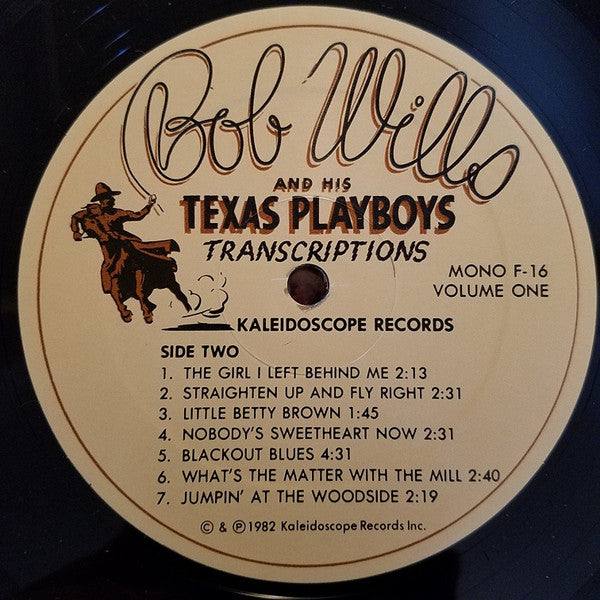 Bob Wills
AND HIS
TEXAS PLAYBOYS
TRANSCRIPTIONS
MONO F-16
VOLUME ONE
KALEIDOSCOPE RECORDS
SIDE TWO
1. THE GIRL I LEFT BEHIND ME 2:13
2. STRAIGHTEN UP AND FLY RIGHT 2:31
3. LITTLE BETTY BROWN 1:45
4. NOBODY'S SWEETHEART NOW 2:31
5. BLACKOUT BLUES 4:31
6. WHAT'S THE MATTER WITH THE MILL 2:40
7. JUMPIN' AT THE WOODSIDE 2:19
© & ℗ 1982 Kaleidoscope Records Inc.